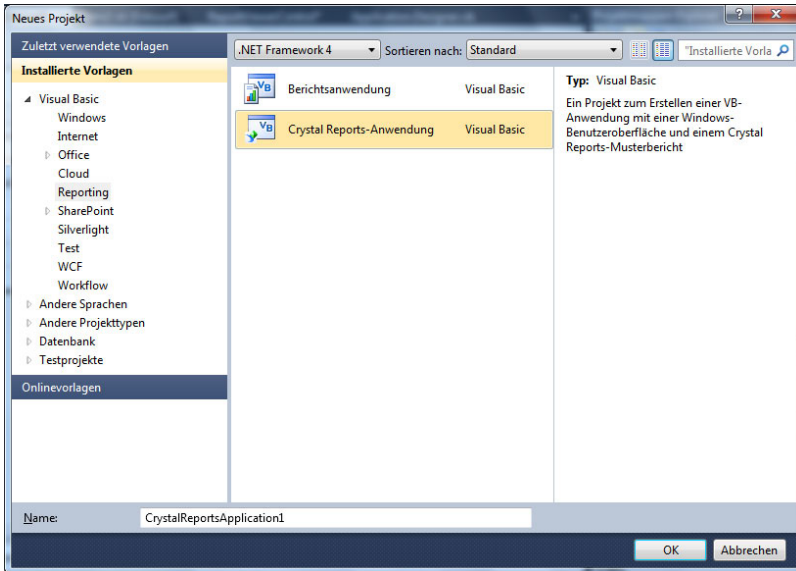 Neues Projekt
Zuletzt verwendete Vorlagen
Installierte Vorlagen
Visual Basic
Windows
Internet
Office
Cloud
Reporting
SharePoint
Silverlight
Test
WCF
Workflow
Andere Sprachen
Andere Projekttypen
Datenbank
Testprojekte
Onlinevorlagen
.NET Framework 4 Sortieren nach: Standard "Installierte Vorla
Berichtsanwendung Visual Basic
Crystal Reports-Anwendung Visual Basic
Typ: Visual Basic
Ein Projekt zum Erstellen einer VB-
Anwendung mit einer Windows-
Benutzeroberfläche und einem Crystal
Reports-Musterbericht
Name: CrystalReportsApplication1
OK Abbrechen